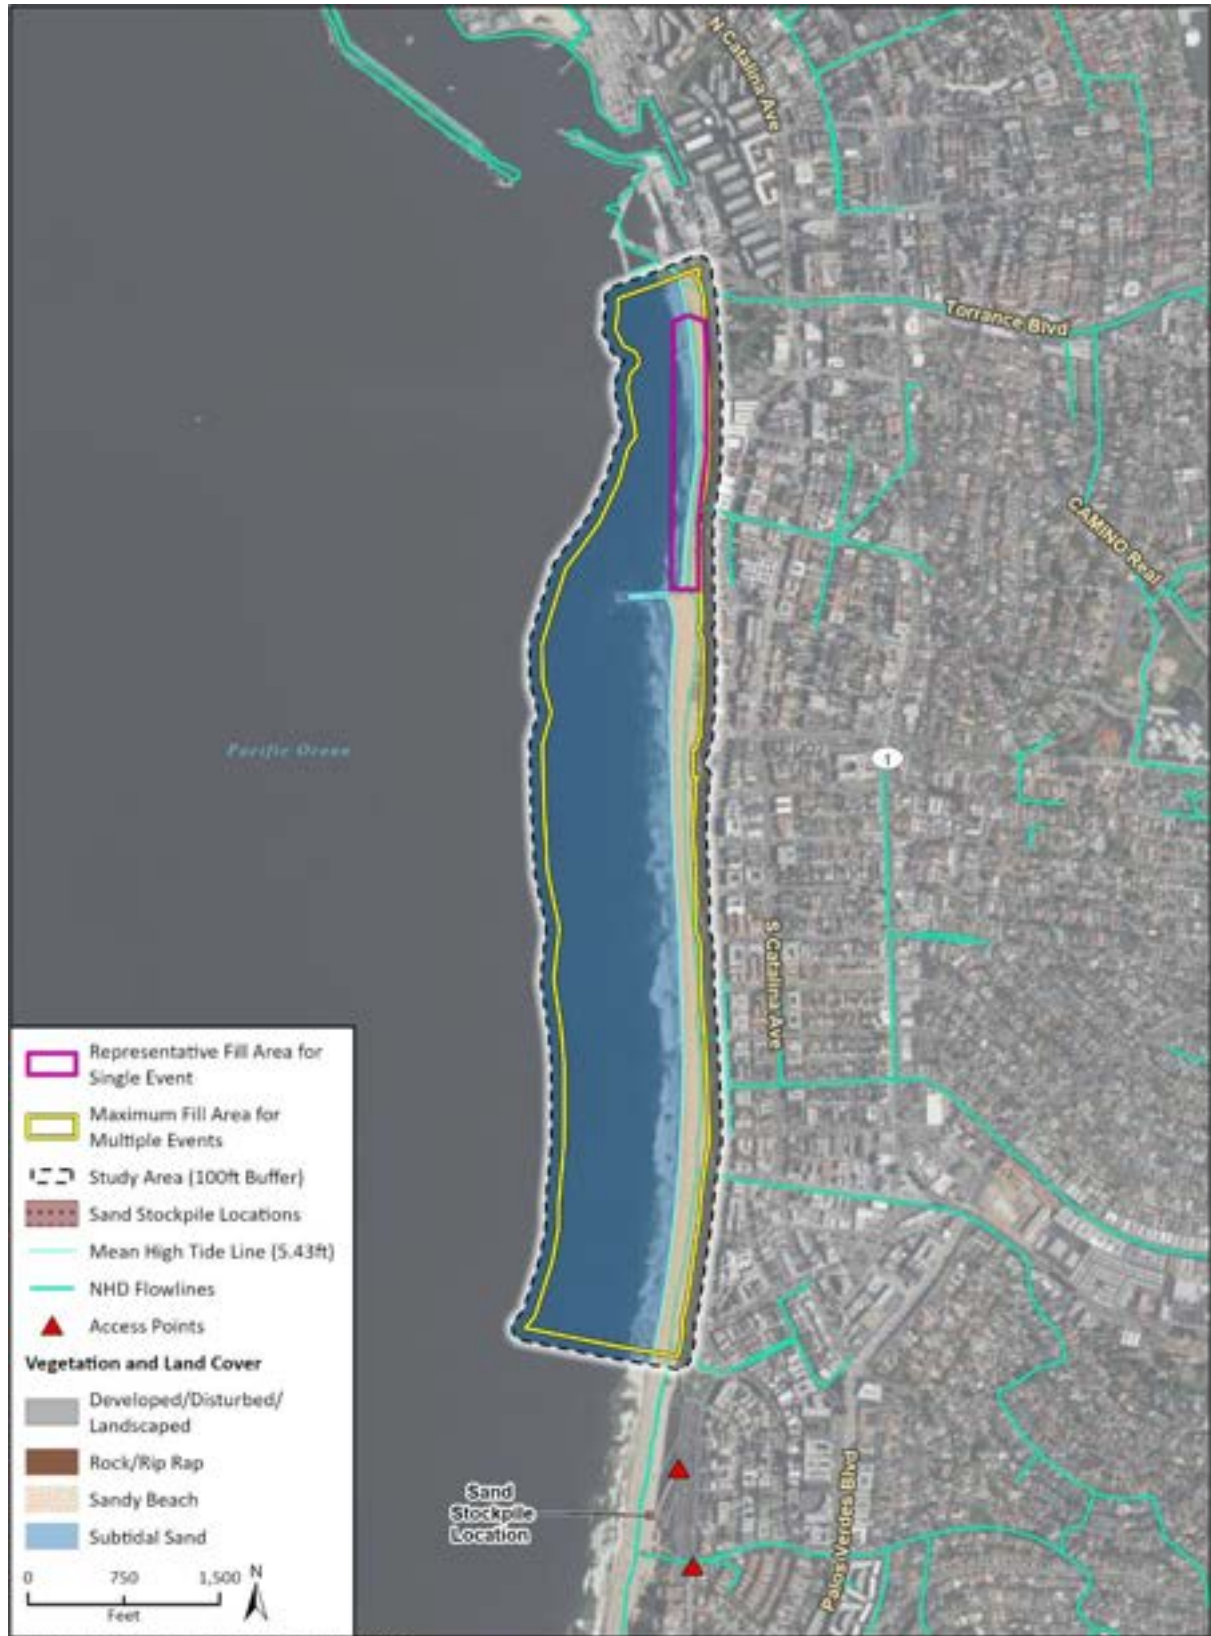 N Catalina Ave
Torrance Blvd
CAMINO Real
Pacific Ocean
1
S Catalina Ave
Representative Fill Area for
Single Event
Maximum Fill Area for
Multiple Events
Study Area (100ft Buffer)
Sand Stockpile Locations
Mean High Tide Line (5.43ft)
NHD Flowlines
Access Points
Vegetation and Land Cover
Developed/Disturbed/
Landscaped
Rock/Rip Rap
Sandy Beach
Subtidal Sand
0 750 1,500
Feet
N
Sand
Stockpile
Location
Palos Verdes Blvd